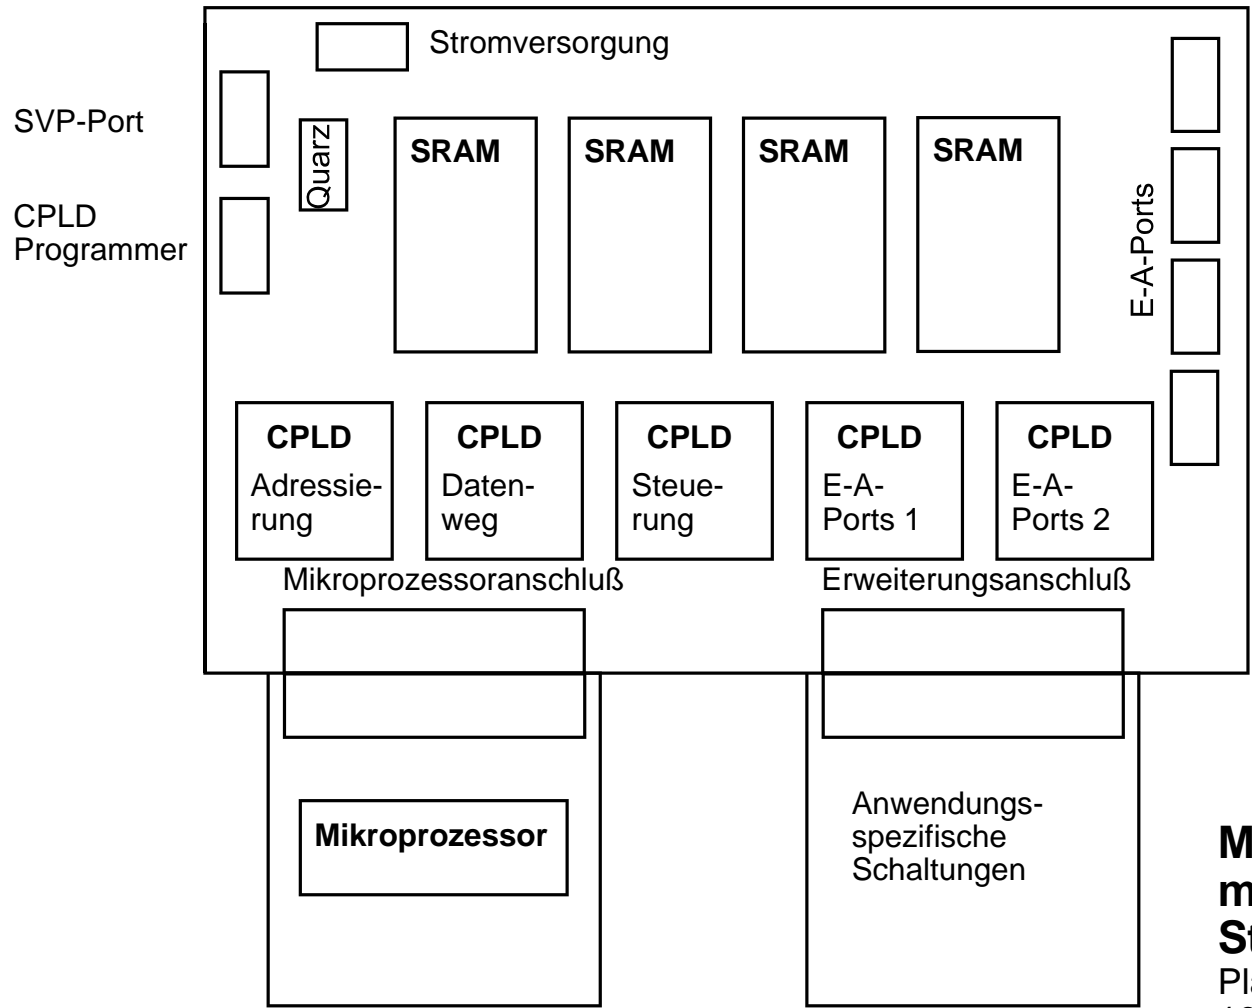 Stromversorgung
SVP-Port
Quarz
SRAM
SRAM
SRAM
SRAM
CPLD
Programmer
E-A-Ports
CPLD
Adressie-
rung
CPLD
Daten-
weg
CPLD
Steue-
rung
CPLD
E-A-
Ports 1
CPLD
E-A-
Ports 2
Mikroprozessoranschluß
Erweiterungsanschluß
Mikroprozessor
Anwendungs-
spezifische
Schaltungen